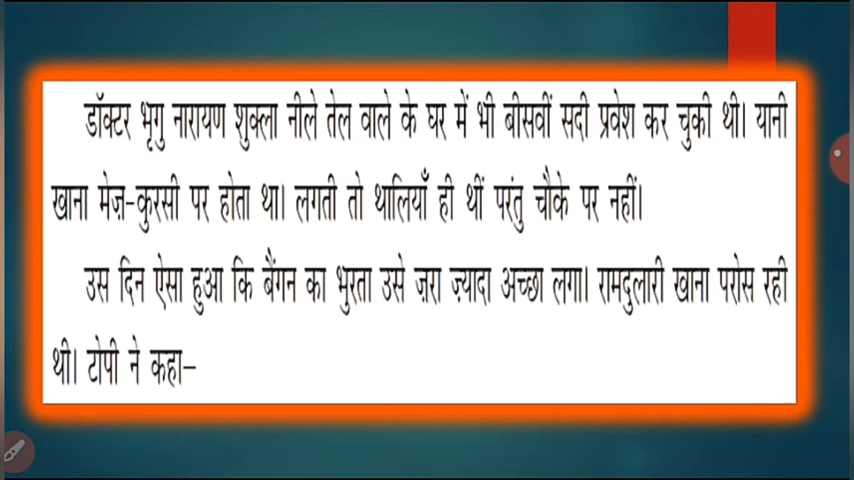 डॉक्टर भृगु नारायण शुक्ला नीले तेल वाले के घर में भी बीसवीं सदी प्रवेश कर चुकी थी। यानी
खाना मेज़-कुरसी पर होता था। लगती तो थालियाँ ही थीं परंतु चौके पर नहीं।
उस दिन ऐसा हुआ कि बैंगन का भुरता उसे ज़रा ज़्यादा अच्छा लगा। रामदुलारी खाना परोस रही
थी। टोपी ने कहा–